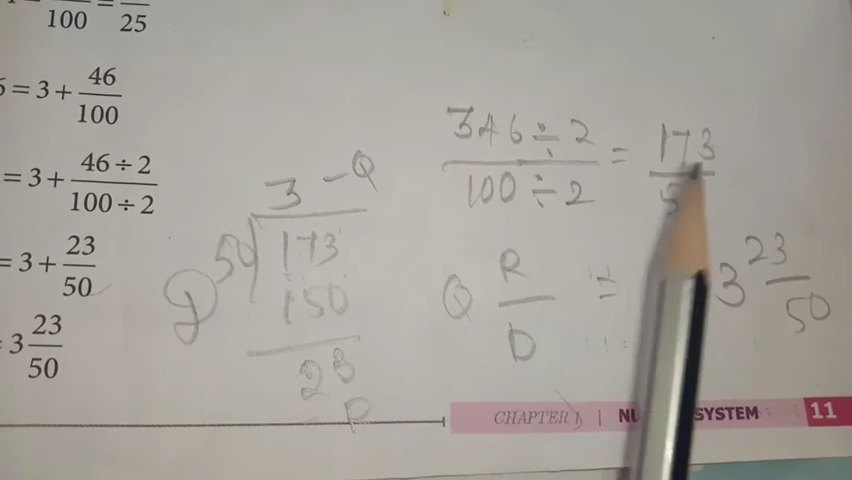 100 = 25
= 3 + 46/100
= 3 + 46 ÷ 2/100 ÷ 2
= 3 + 23/50
= 3 23/50
3 - Q
D 50 173
150
23
R
346 ÷ 2/100 ÷ 2 = 173/5
Q R/D = 3 23/50
CHAPTER 1 | NU SYSTEM 11